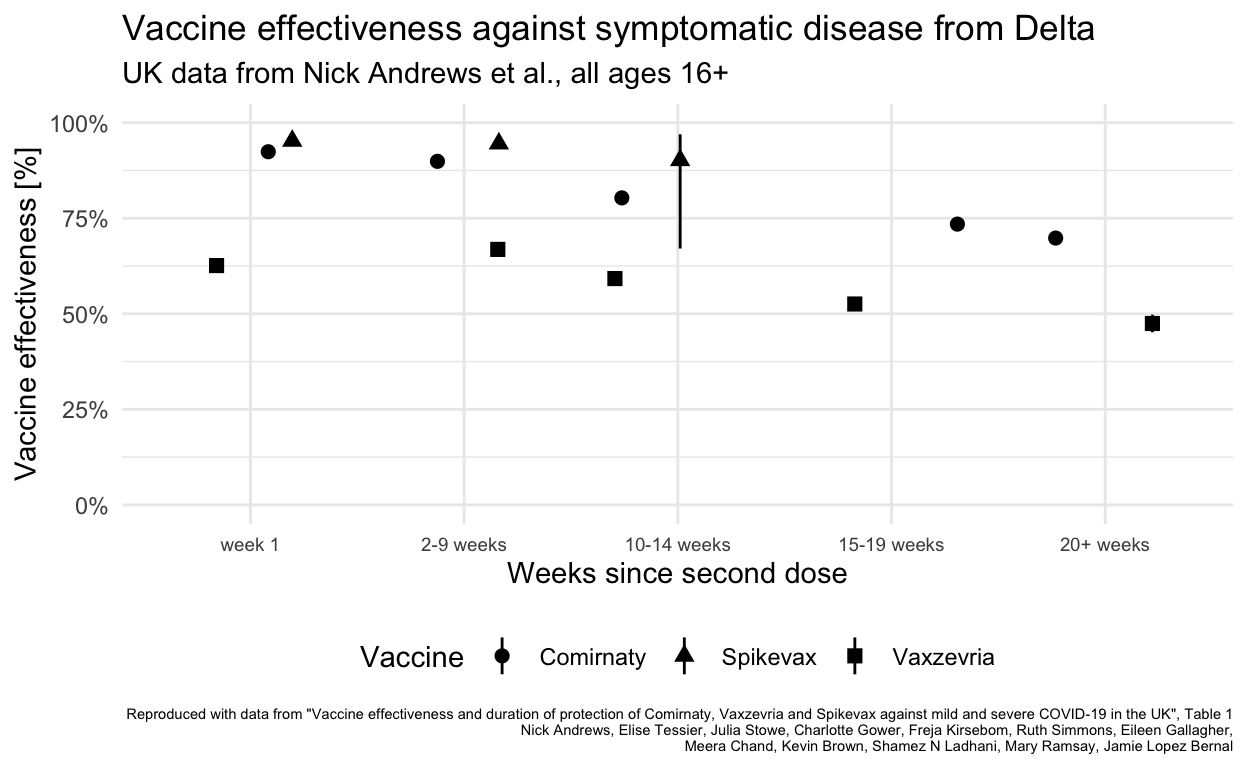 Vaccine effectiveness against symptomatic disease from Delta
UK data from Nick Andrews et al., all ages 16+
Vaccine effectiveness [%]
100%
75%
50%
25%
0%
week 1 2-9 weeks 10-14 weeks 15-19 weeks 20+ weeks
Weeks since second dose
Vaccine Comirnaty Spikevax Vaxzevria
Reproduced with data from "Vaccine effectiveness and duration of protection of Comirnaty, Vaxzevria and Spikevax against mild and severe COVID-19 in the UK", Table 1
Nick Andrews, Elise Tessier, Julia Stowe, Charlotte Gower, Freja Kirsebom, Ruth Simmons, Eileen Gallagher,
Meera Chand, Kevin Brown, Shamez N Ladhani, Mary Ramsay, Jamie Lopez Bernal